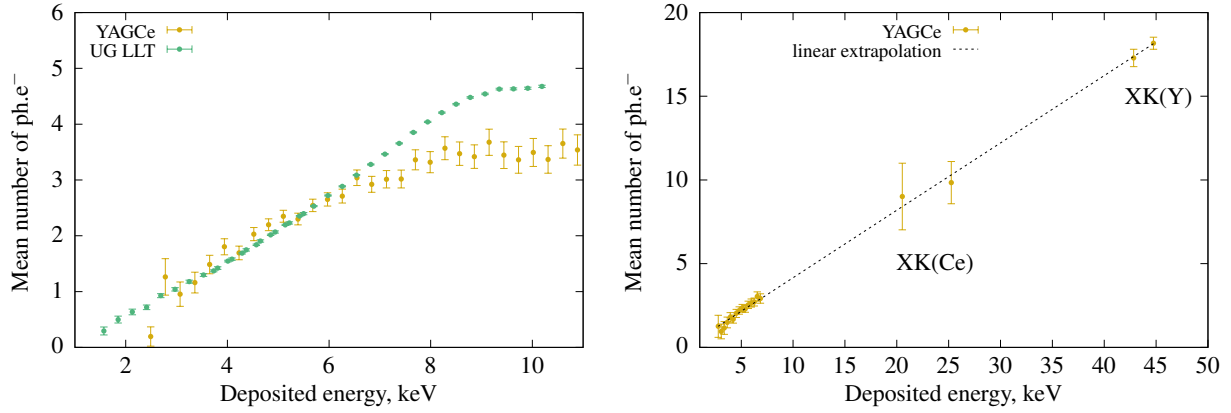 6
5
4
3
2
1
0
Mean number of ph.e⁻
YAGCe
UG LLT
2 4 6 8 10
Deposited energy, keV
20
15
10
5
0
Mean number of ph.e⁻
YAGCe
linear extrapolation
XK(Y)
XK(Ce)
5 10 15 20 25 30 35 40 45 50
Deposited energy, keV